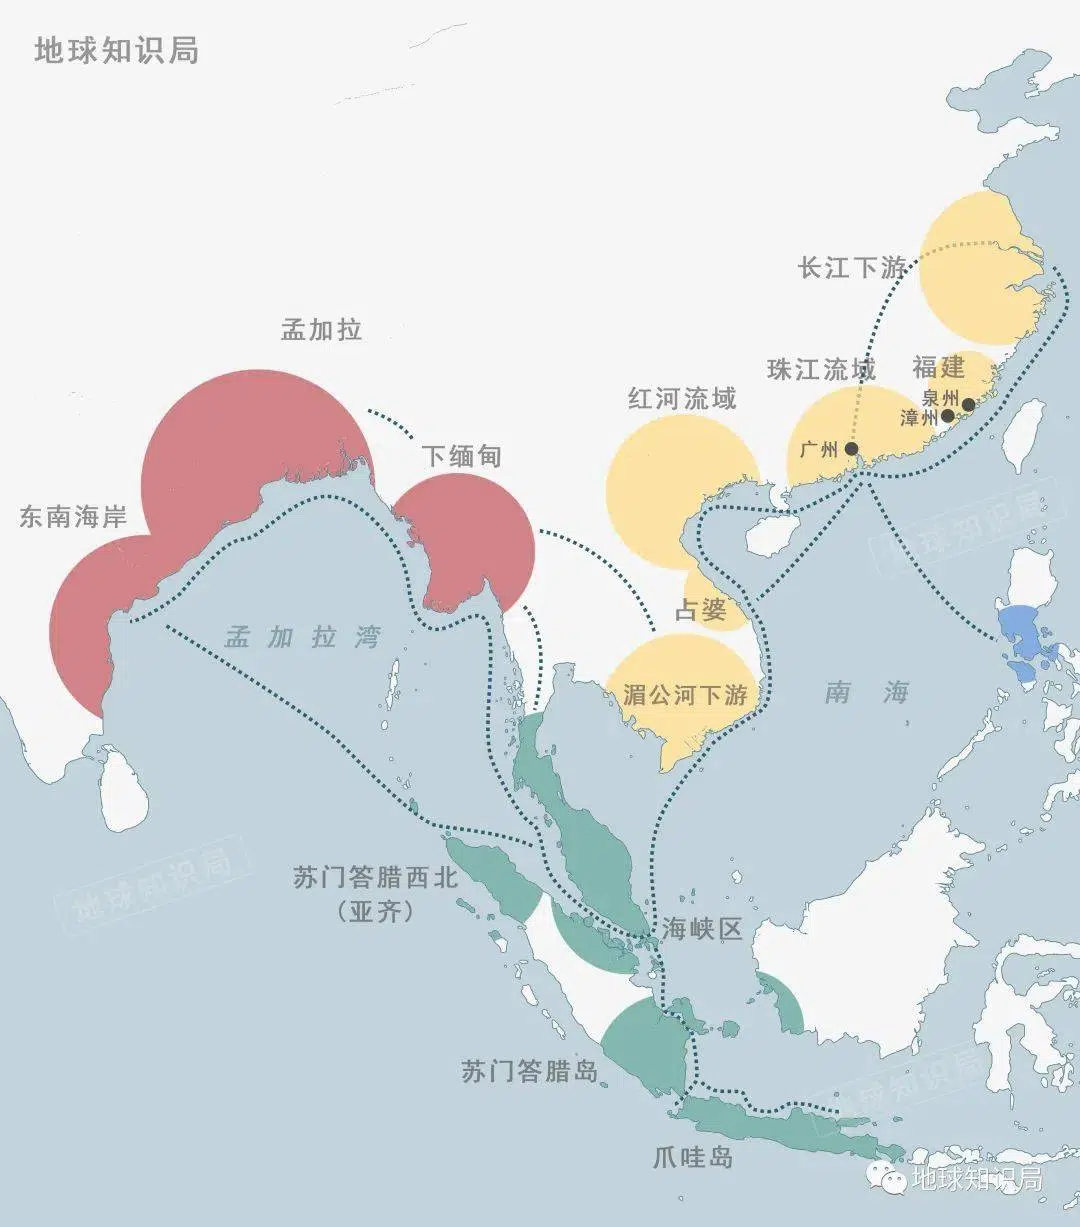 地球知识局
长江下游
孟加拉
珠江流域
福建
红河流域
泉州
漳州
广州
下缅甸
东南海岸
地球知识局
占婆
孟加拉湾
湄公河下游
南海
地球知识局
苏门答腊西北
(亚齐)
海峡区
苏门答腊岛
地球知识局
爪哇岛
地球知识局